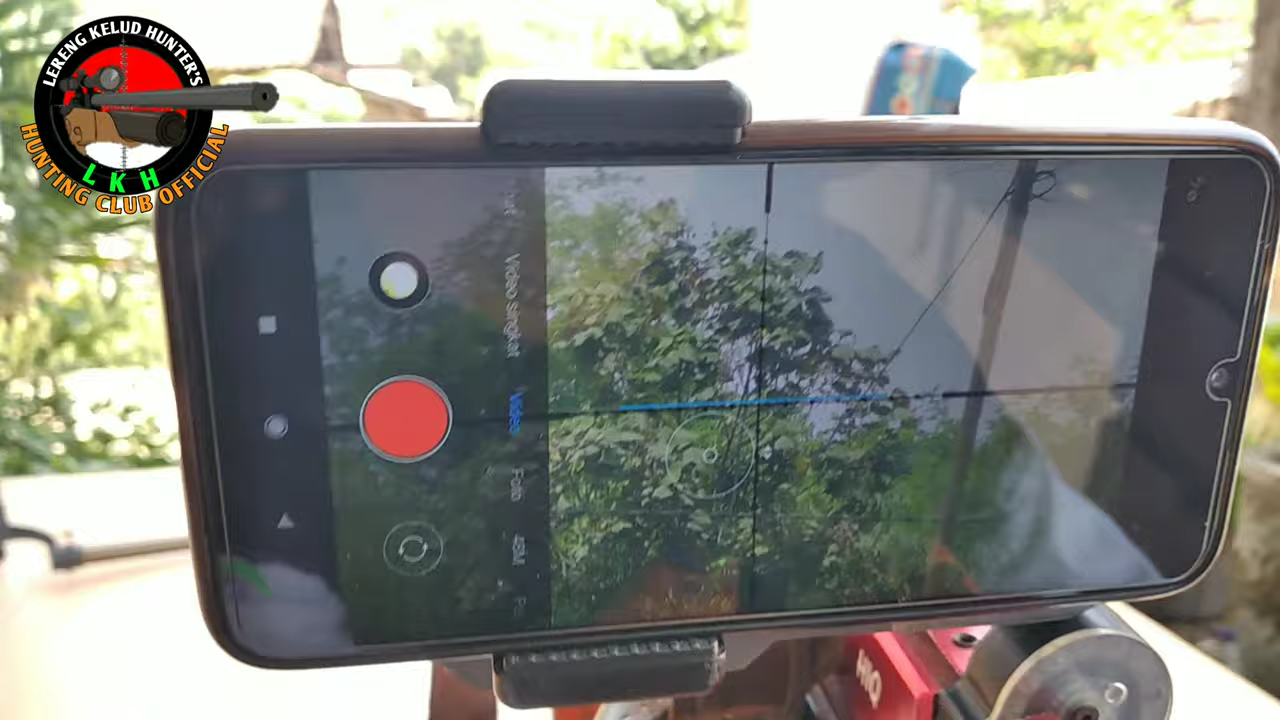 LERENG KELUD HUNTER'S
L K H
HUNTING CLUB OFFICIAL
Video singkat
Video
Foto
48M